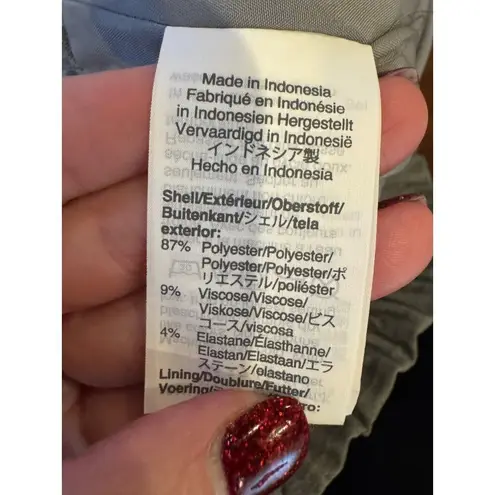 Made in Indonesia
Fabriqué en Indonésie
in Indonesien Hergestellt
Vervaardigd in Indonesië
インドネシア製
Hecho en Indonesia
Shell/Extérieur/Oberstoff/
Buitenkant/シェル/tela
exterior:
87% Polyester/Polyester/
Polyester/Polyester/ポ
リエステル/poliéster
9% Viscose/Viscose/
Viskose/Viscose/ビス
コース/viscosa
4% Elastane/Élasthanne/
Elastan/Elastaan/エラ
ステーン/elastano
Lining/Doublure/Futter/
Voering/